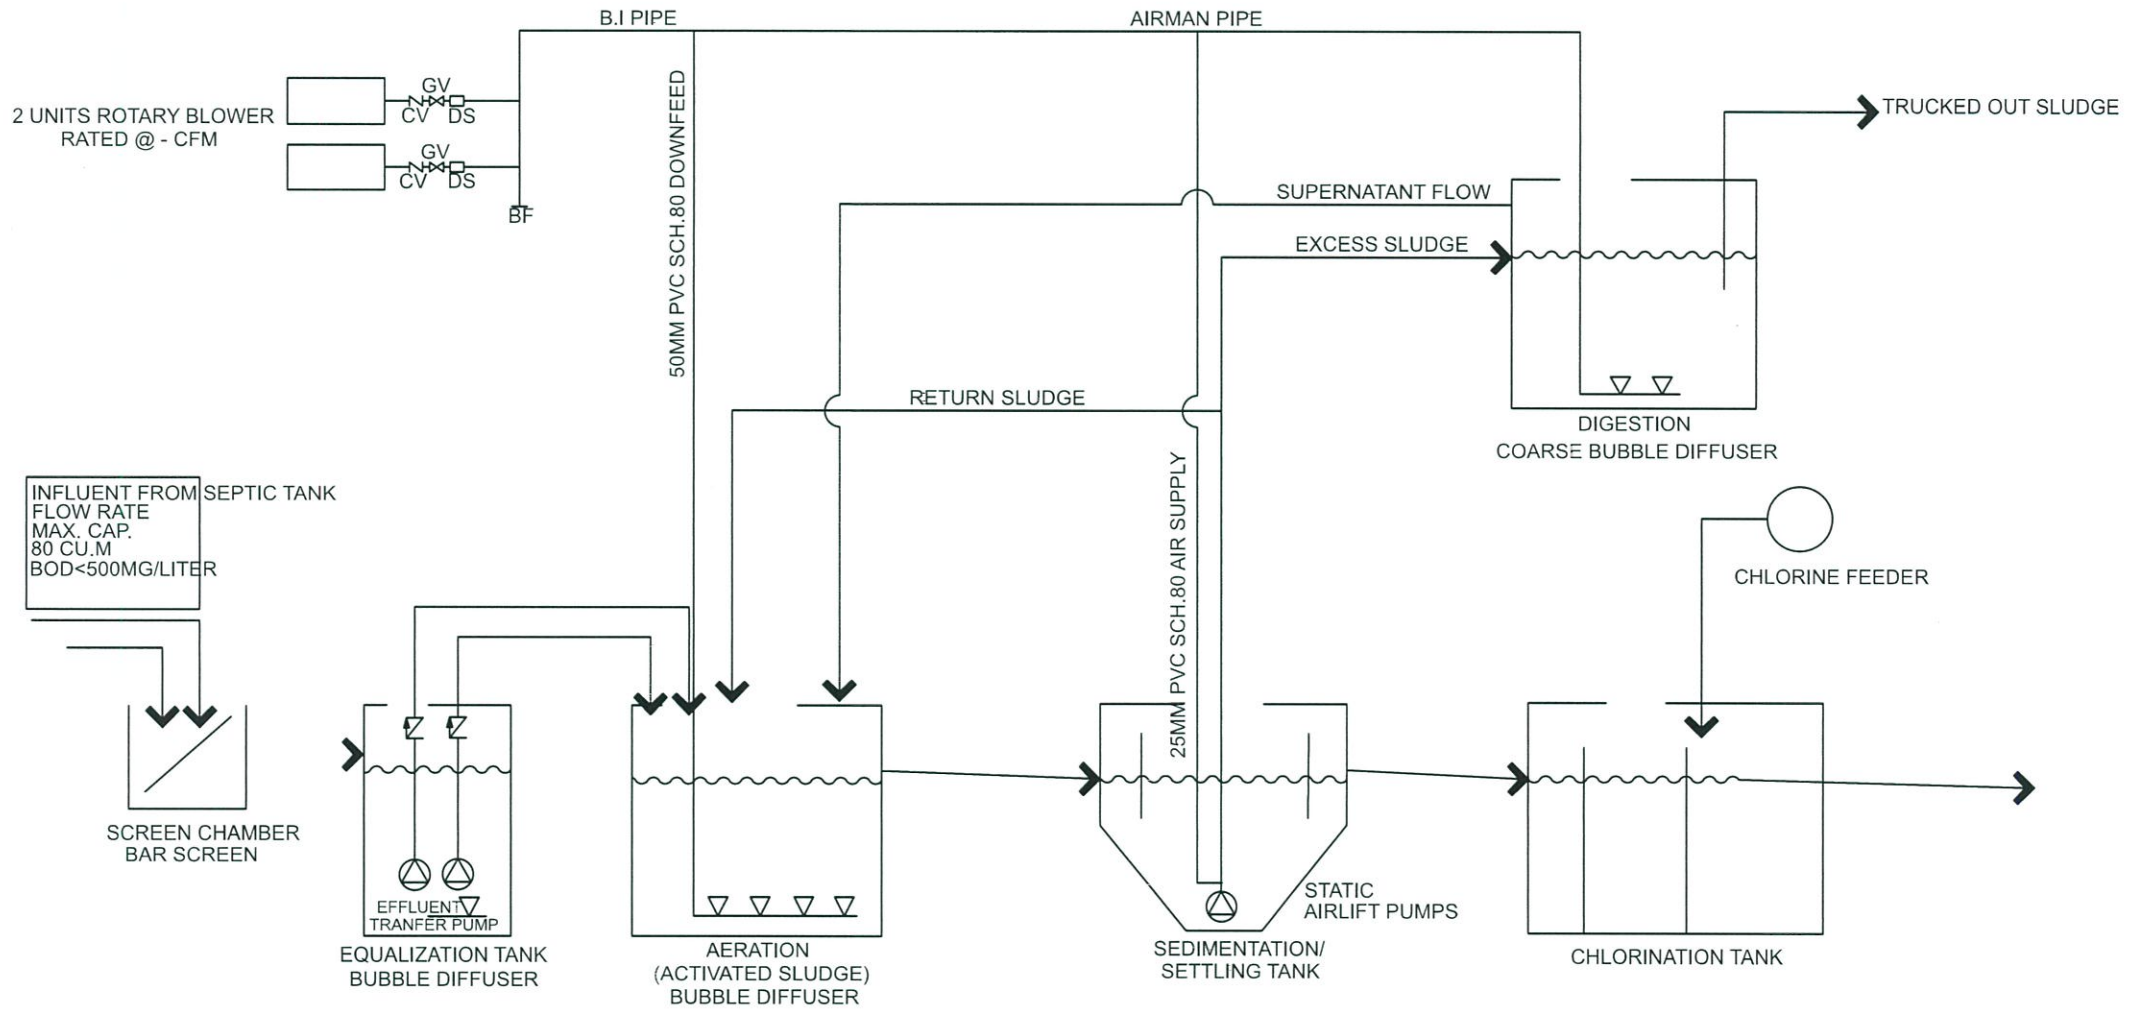 B.I PIPE
AIRMAN PIPE
2 UNITS ROTARY BLOWER
RATED @ - CFM
GV
CV
DS
GV
CV
DS
BF
50MM PVC SCH.80 DOWNFEED
TRUCKED OUT SLUDGE
SUPERNATANT FLOW
EXCESS SLUDGE
RETURN SLUDGE
DIGESTION
COARSE BUBBLE DIFFUSER
25MM PVC SCH.80 AIR SUPPLY
INFLUENT FROM SEPTIC TANK
FLOW RATE
MAX. CAP.
80 CU.M
BOD<500MG/LITER
CHLORINE FEEDER
SCREEN CHAMBER
BAR SCREEN
EFFLUENT
TRANFER PUMP
EQUALIZATION TANK
BUBBLE DIFFUSER
AERATION
(ACTIVATED SLUDGE)
BUBBLE DIFFUSER
STATIC
AIRLIFT PUMPS
SEDIMENTATION/
SETTLING TANK
CHLORINATION TANK